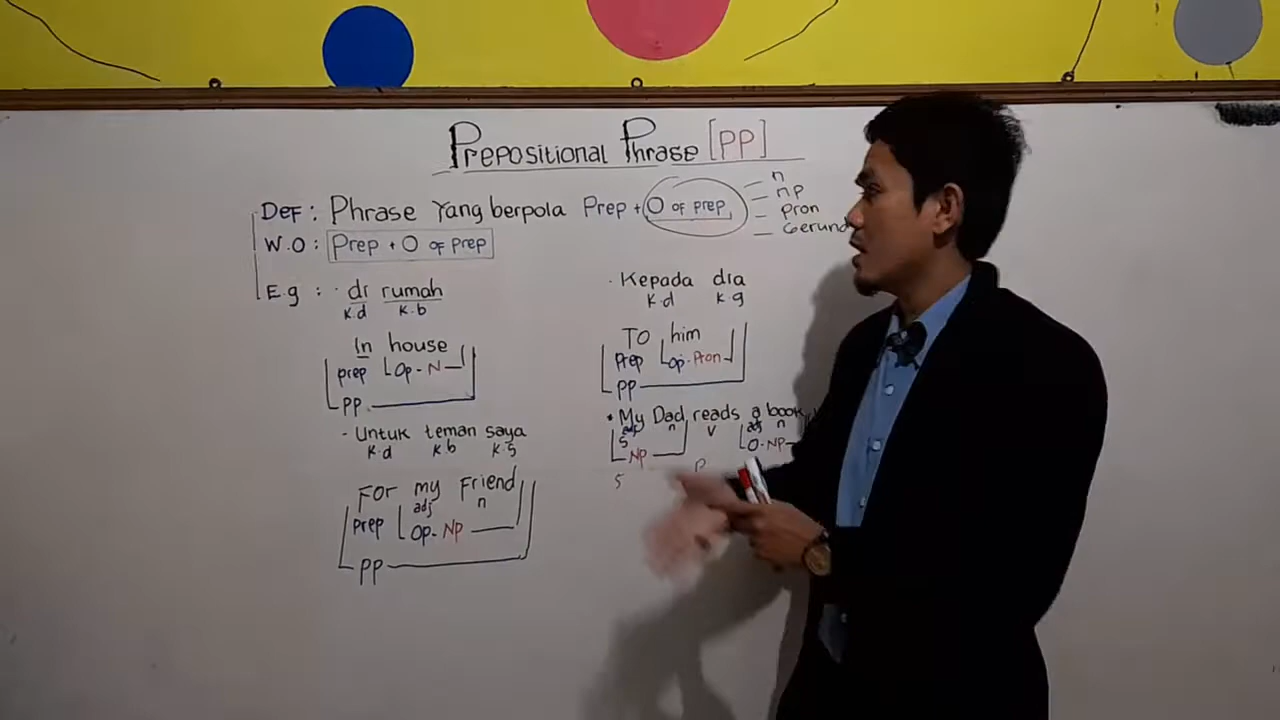 Prepositional Phrase [PP]
Def : Phrase yang berpola Prep + O of prep
n
np
Pron
Gerund
W.O : Prep + O of prep
E.g : · di rumah
k.d k.b
In house
prep Op - N
PP
- Untuk teman saya
k.d k.b k.g
For my Friend
adj n
prep Op - Np
PP
· Kepada dia
k.d k.g
To him
Prep Op - Pron
PP
• My Dad reads a book
adj n v adj n
S O - NP
NP
S P